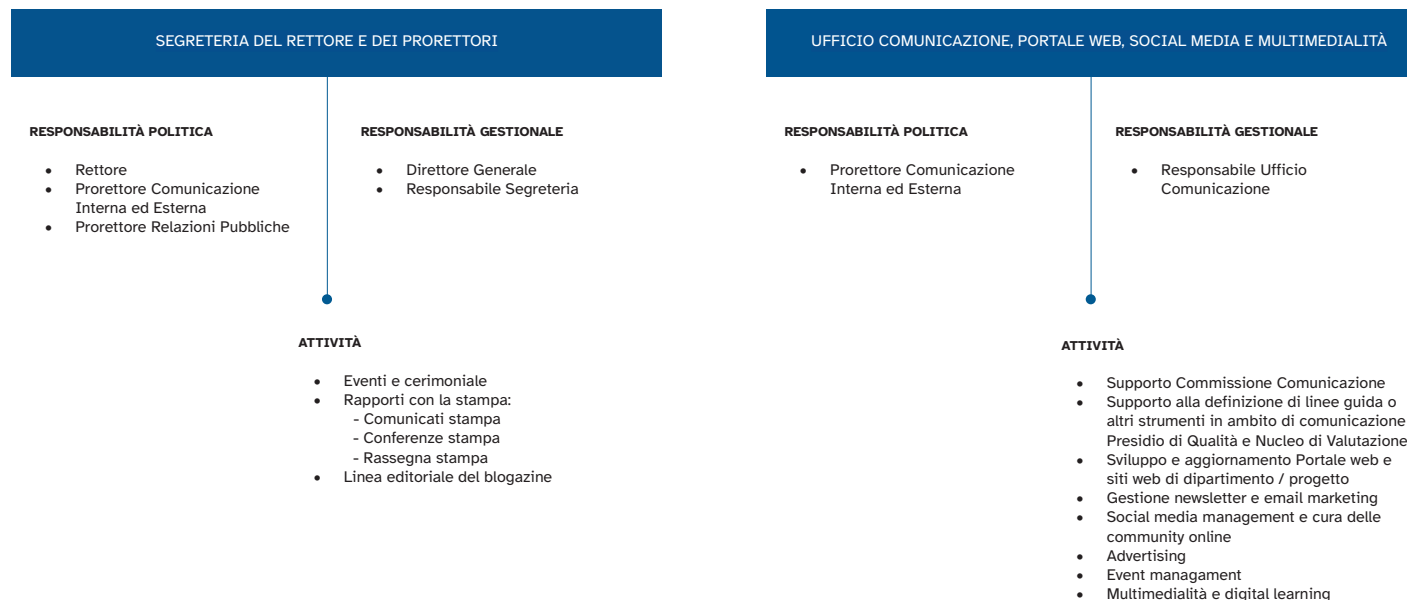 SEGRETERIA DEL RETTORE E DEI PRORETTORI
RESPONSABILITÀ POLITICA
• Rettore
• Prorettore Comunicazione
Interna ed Esterna
• Prorettore Relazioni Pubbliche
RESPONSABILITÀ GESTIONALE
• Direttore Generale
• Responsabile Segreteria
ATTIVITÀ
• Eventi e cerimoniale
• Rapporti con la stampa:
- Comunicati stampa
- Conferenze stampa
- Rassegna stampa
• Linea editoriale del blogazine
UFFICIO COMUNICAZIONE, PORTALE WEB, SOCIAL MEDIA E MULTIMEDIALITÀ
RESPONSABILITÀ POLITICA
• Prorettore Comunicazione
Interna ed Esterna
RESPONSABILITÀ GESTIONALE
• Responsabile Ufficio
Comunicazione
ATTIVITÀ
• Supporto Commissione Comunicazione
• Supporto alla definizione di linee guida o
altri strumenti in ambito di comunicazione
Presidio di Qualità e Nucleo di Valutazione
• Sviluppo e aggiornamento Portale web e
siti web di dipartimento / progetto
• Gestione newsletter e email marketing
• Social media management e cura delle
community online
• Advertising
• Event managament
• Multimedialità e digital learning